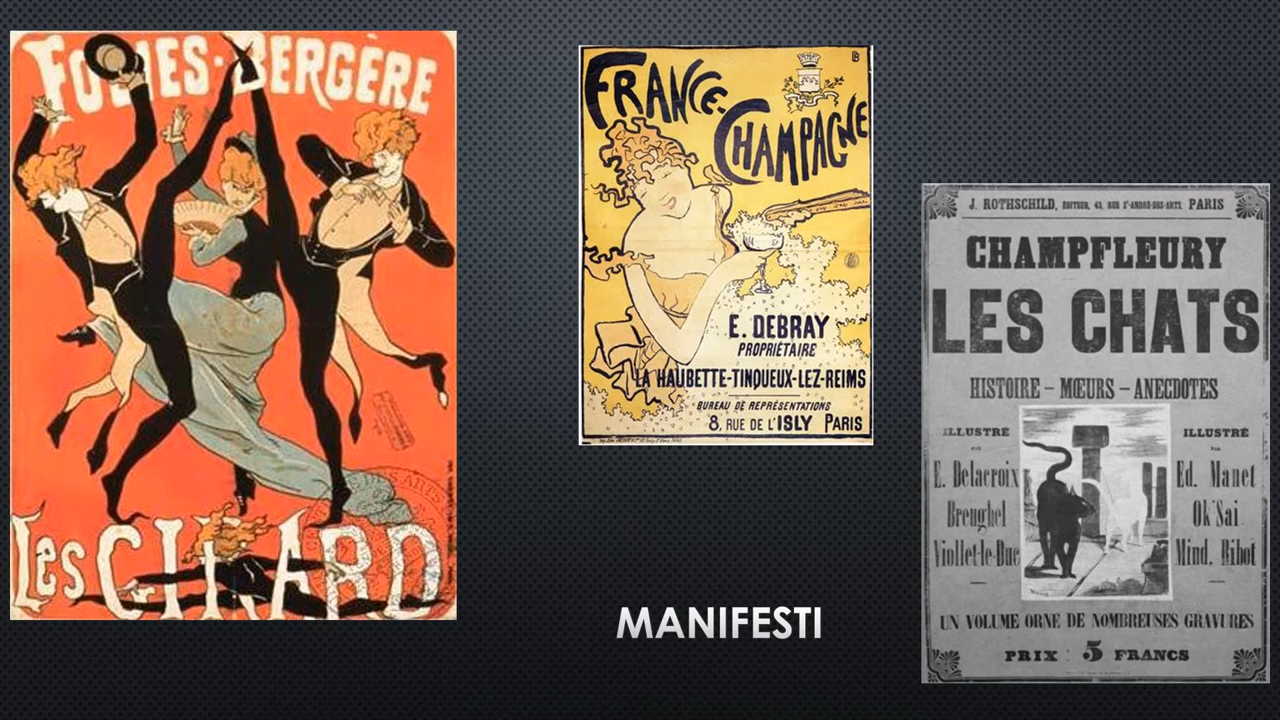 FOLIES-BERGÈRE
Les GIRARD
FRANCE-
CHAMPAGNE
E. DEBRAY
PROPRIÉTAIRE
LA HAUBETTE-TINQUEUX-LEZ-REIMS
BUREAU DE REPRÉSENTATIONS
8, RUE DE L'ISLY PARIS
MANIFESTI
J. ROTHSCHILD, EDITEUR, 43, RUE St-ANDRÉ-DES-ARTS, PARIS
CHAMPFLEURY
LES CHATS
HISTOIRE – MŒURS – ANECDOTES
ILLUSTRÉ
PAR
E. Delacroix
Breughel
Viollet-le-Duc
ILLUSTRÉ
PAR
Ed. Manet
Ok'Sai
Mind. Ribot
UN VOLUME ORNE DE NOMBREUSES GRAVURES
PRIX : 5 FRANCS